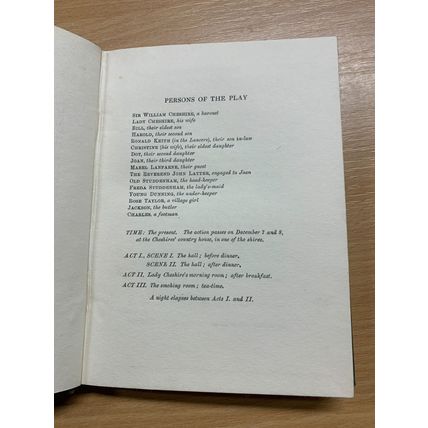 PERSONS OF THE PLAY
SIR WILLIAM CHESHIRE, a baronet
LADY CHESHIRE, his wife
BILL, their eldest son
HAROLD, their second son
RONALD KEITH (in the Lancers), their son-in-law
CHRISTINE (his wife), their eldest daughter
DOT, their second daughter
JOAN, their third daughter
MABEL LANFARNE, their guest
THE REVEREND JOHN LATTER, engaged to Joan
OLD STUDDENHAM, the head-keeper
FREDA STUDDENHAM, the lady's-maid
YOUNG DUNNING, the under-keeper
ROSE TAYLOR, a village girl
JACKSON, the butler
CHARLES, a footman
TIME: The present. The action passes on December 7 and 8,
at the Cheshires' country house, in one of the shires.
ACT I., SCENE I. The hall; before dinner.
SCENE II. The hall; after dinner.
ACT II. Lady Cheshire's morning room; after breakfast.
ACT III. The smoking room; tea-time.
A night elapses between Acts I. and II.